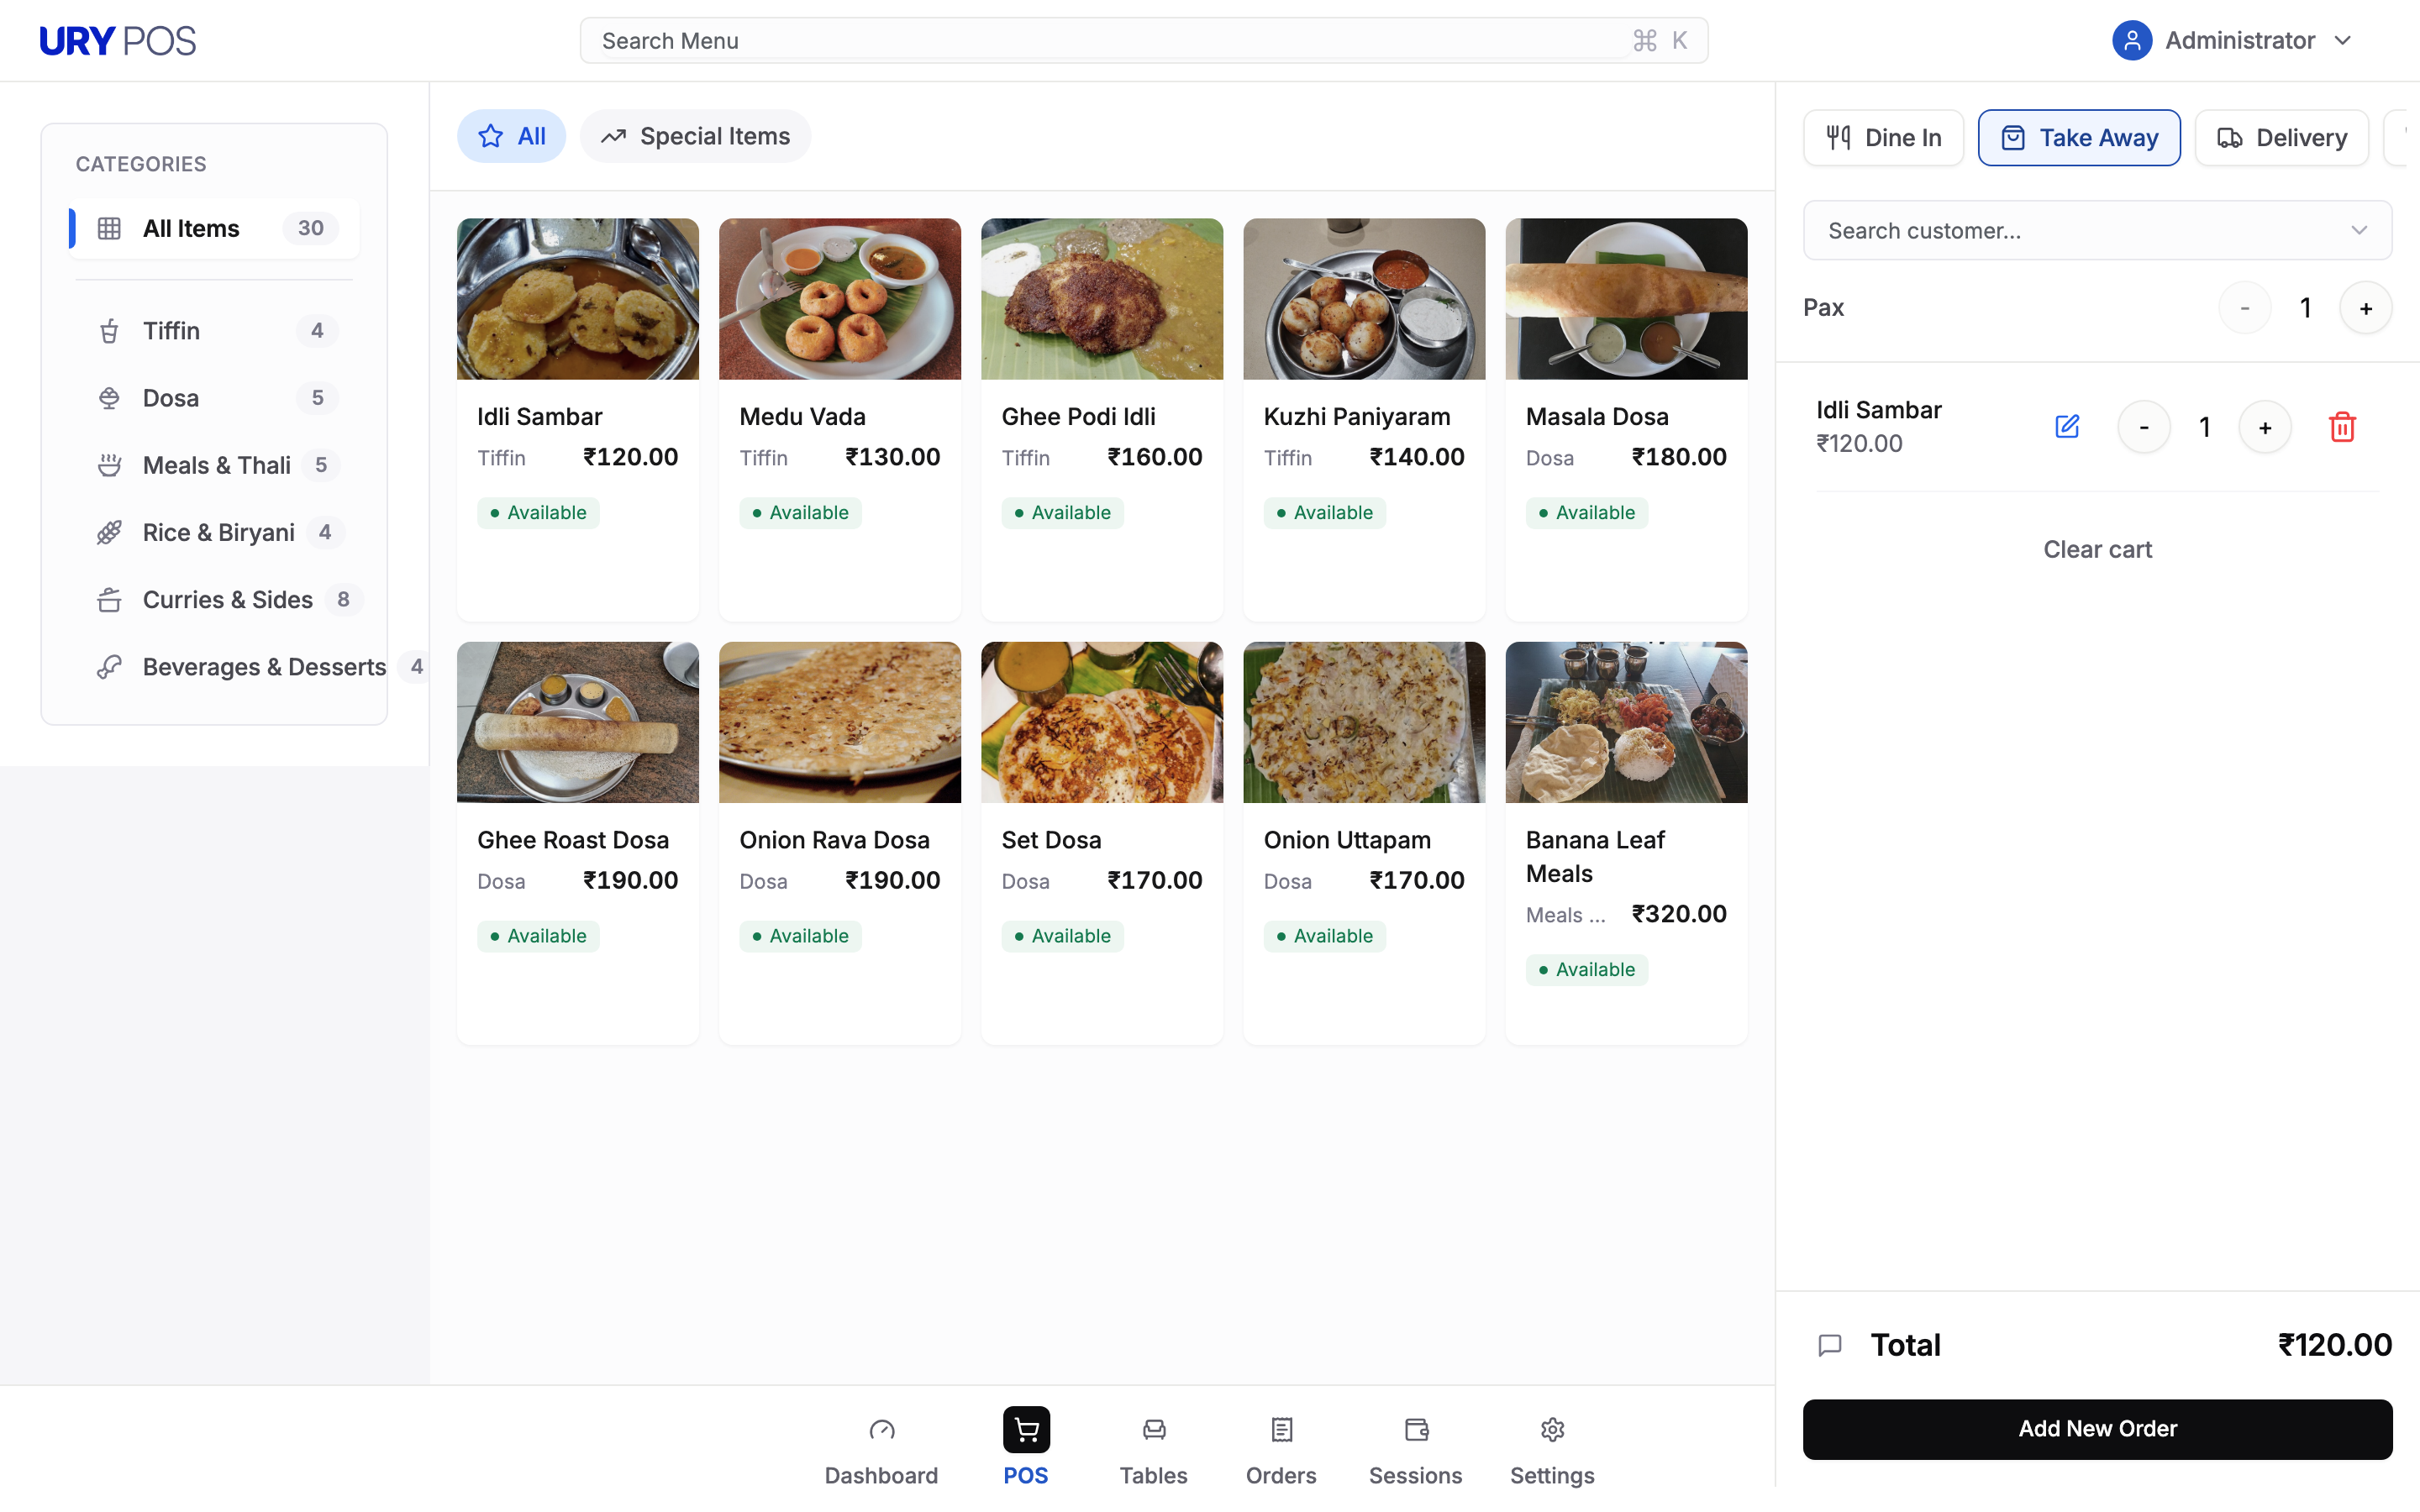 URY POS
Search Menu
⌘ K
Administrator
CATEGORIES
All Items 30
Tiffin 4
Dosa 5
Meals & Thali 5
Rice & Biryani 4
Curries & Sides 8
Beverages & Desserts 4
All
Special Items
Idli Sambar
Tiffin ₹120.00
Available
Medu Vada
Tiffin ₹130.00
Available
Ghee Podi Idli
Tiffin ₹160.00
Available
Kuzhi Paniyaram
Tiffin ₹140.00
Available
Masala Dosa
Dosa ₹180.00
Available
Ghee Roast Dosa
Dosa ₹190.00
Available
Onion Rava Dosa
Dosa ₹190.00
Available
Set Dosa
Dosa ₹170.00
Available
Onion Uttapam
Dosa ₹170.00
Available
Banana Leaf
Meals
Meals ... ₹320.00
Available
Dine In
Take Away
Delivery
Search customer...
Pax - 1 +
Idli Sambar
₹120.00
- 1 +
Clear cart
Total ₹120.00
Add New Order
Dashboard
POS
Tables
Orders
Sessions
Settings